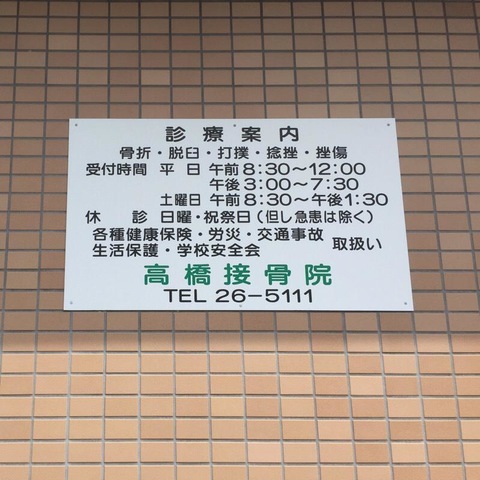 診療案内
骨折・脱臼・打撲・捻挫・挫傷
受付時間 平日 午前8:30～12:00
午後3:00～7:30
土曜日 午前8:30～午後1:30
休診 日曜・祝祭日(但し急患は除く)
各種健康保険・労災・交通事故
生活保護・学校安全会 取扱い
高橋接骨院
TEL 26-5111